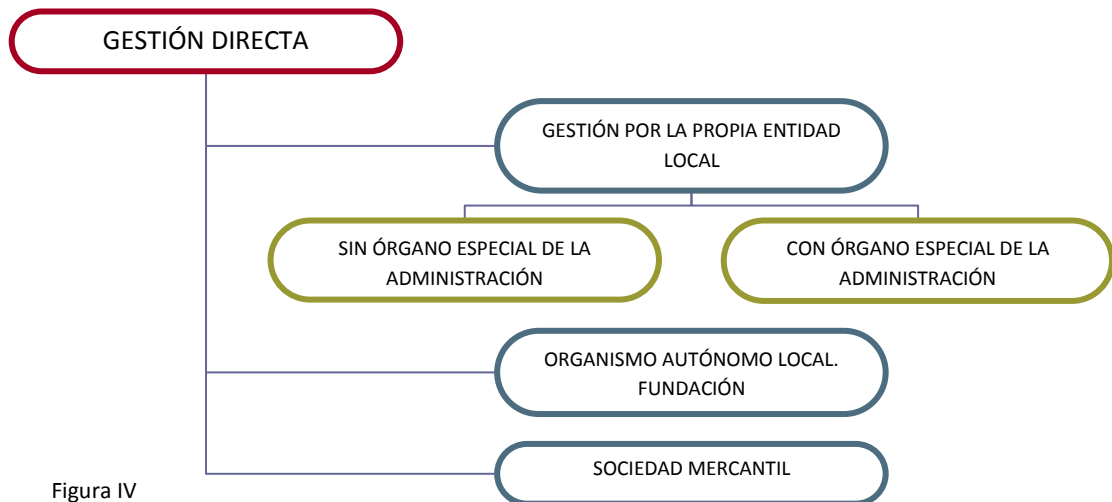 GESTIÓN DIRECTA
GESTIÓN POR LA PROPIA ENTIDAD
LOCAL
SIN ÓRGANO ESPECIAL DE LA
ADMINISTRACIÓN
CON ÓRGANO ESPECIAL DE LA
ADMINISTRACIÓN
ORGANISMO AUTÓNOMO LOCAL.
FUNDACIÓN
SOCIEDAD MERCANTIL
Figura IV